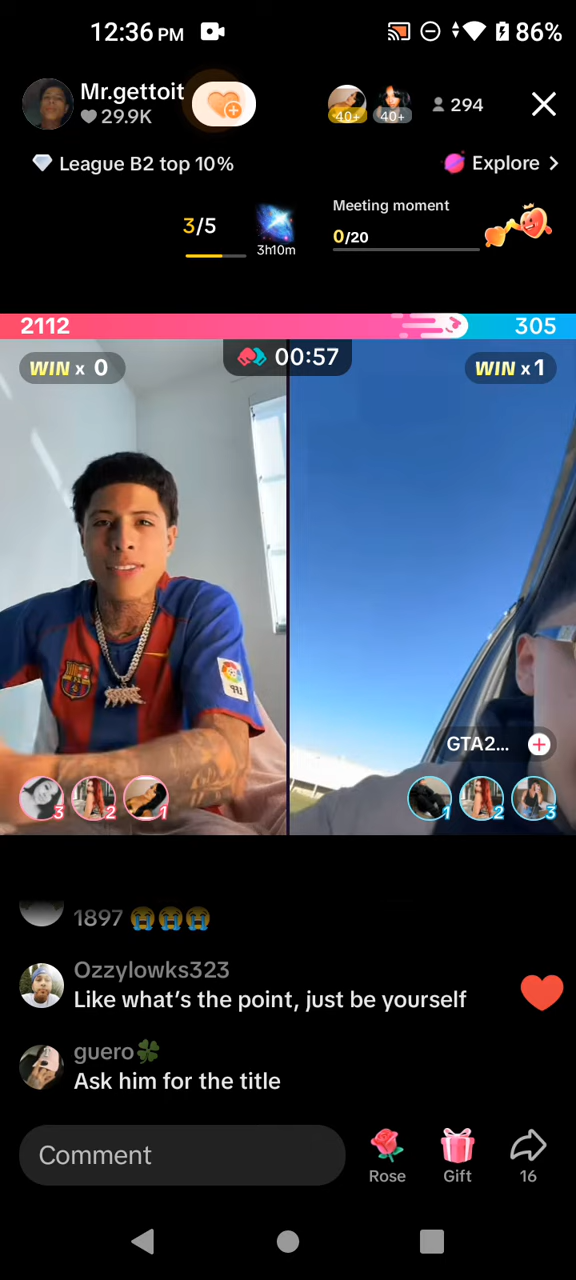 12:36 PM
86%
Mr.gettoit
29.9K
40+
40+
294
League B2 top 10%
Explore
3/5
3h10m
Meeting moment
0/20
2112
305
WIN x 0
00:57
WIN x 1
GTA2...
3
2
1
1
2
3
1897 😭😭😭
Ozzylowks323
Like what's the point, just be yourself
guero🍀
Ask him for the title
Comment
Rose
Gift
16